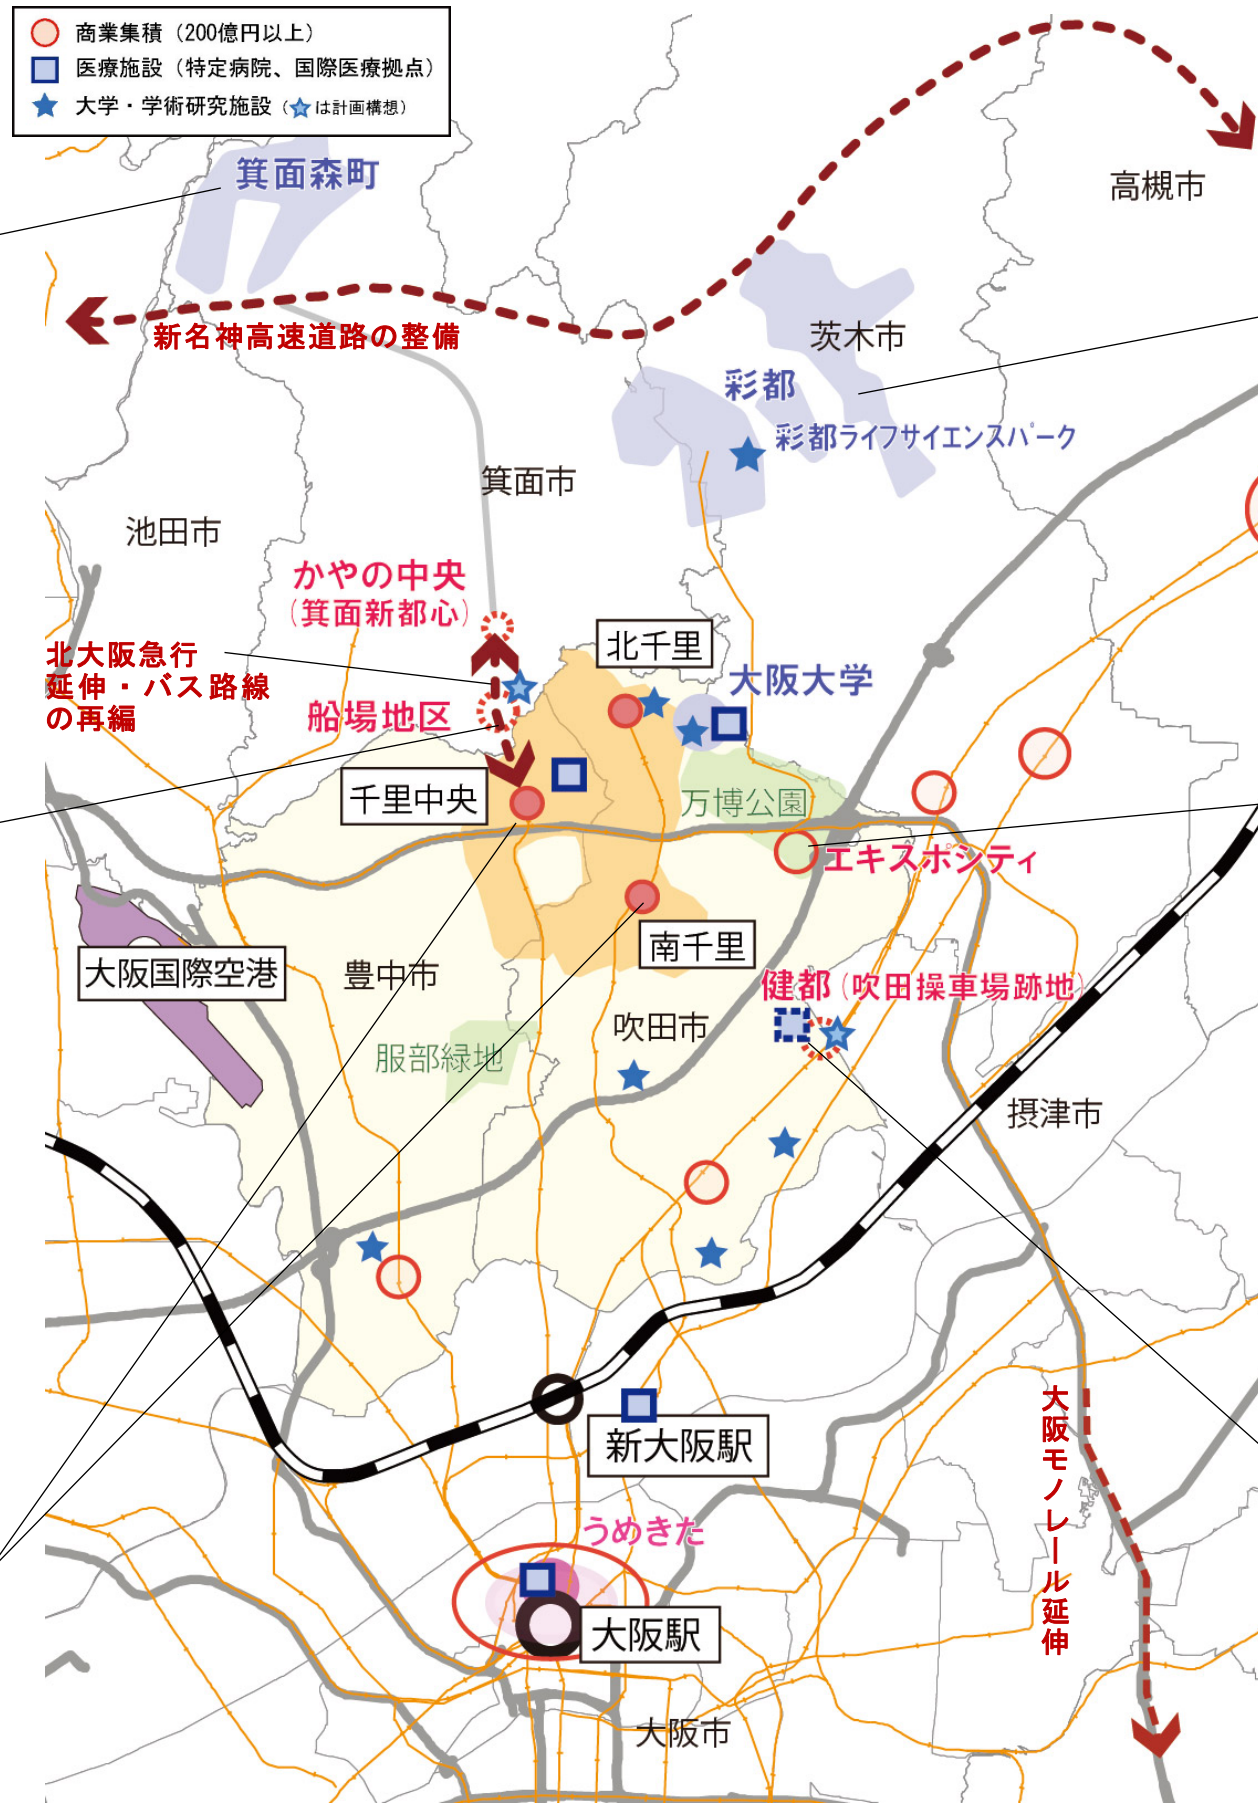 商業集積（200億円以上）
医療施設（特定病院、国際医療拠点）
大学・学術研究施設（☆は計画構想）
箕面森町
高槻市
新名神高速道路の整備
茨木市
彩都
彩都ライフサイエンスパーク
箕面市
池田市
かやの中央
（箕面新都心）
北大阪急行
延伸・バス路線
の再編
北千里
大阪大学
船場地区
千里中央
万博公園
エキスポシティ
南千里
大阪国際空港
豊中市
健都（吹田操車場跡地）
吹田市
服部緑地
摂津市
新大阪駅
大阪モノレール延伸
うめきた
大阪駅
大阪市